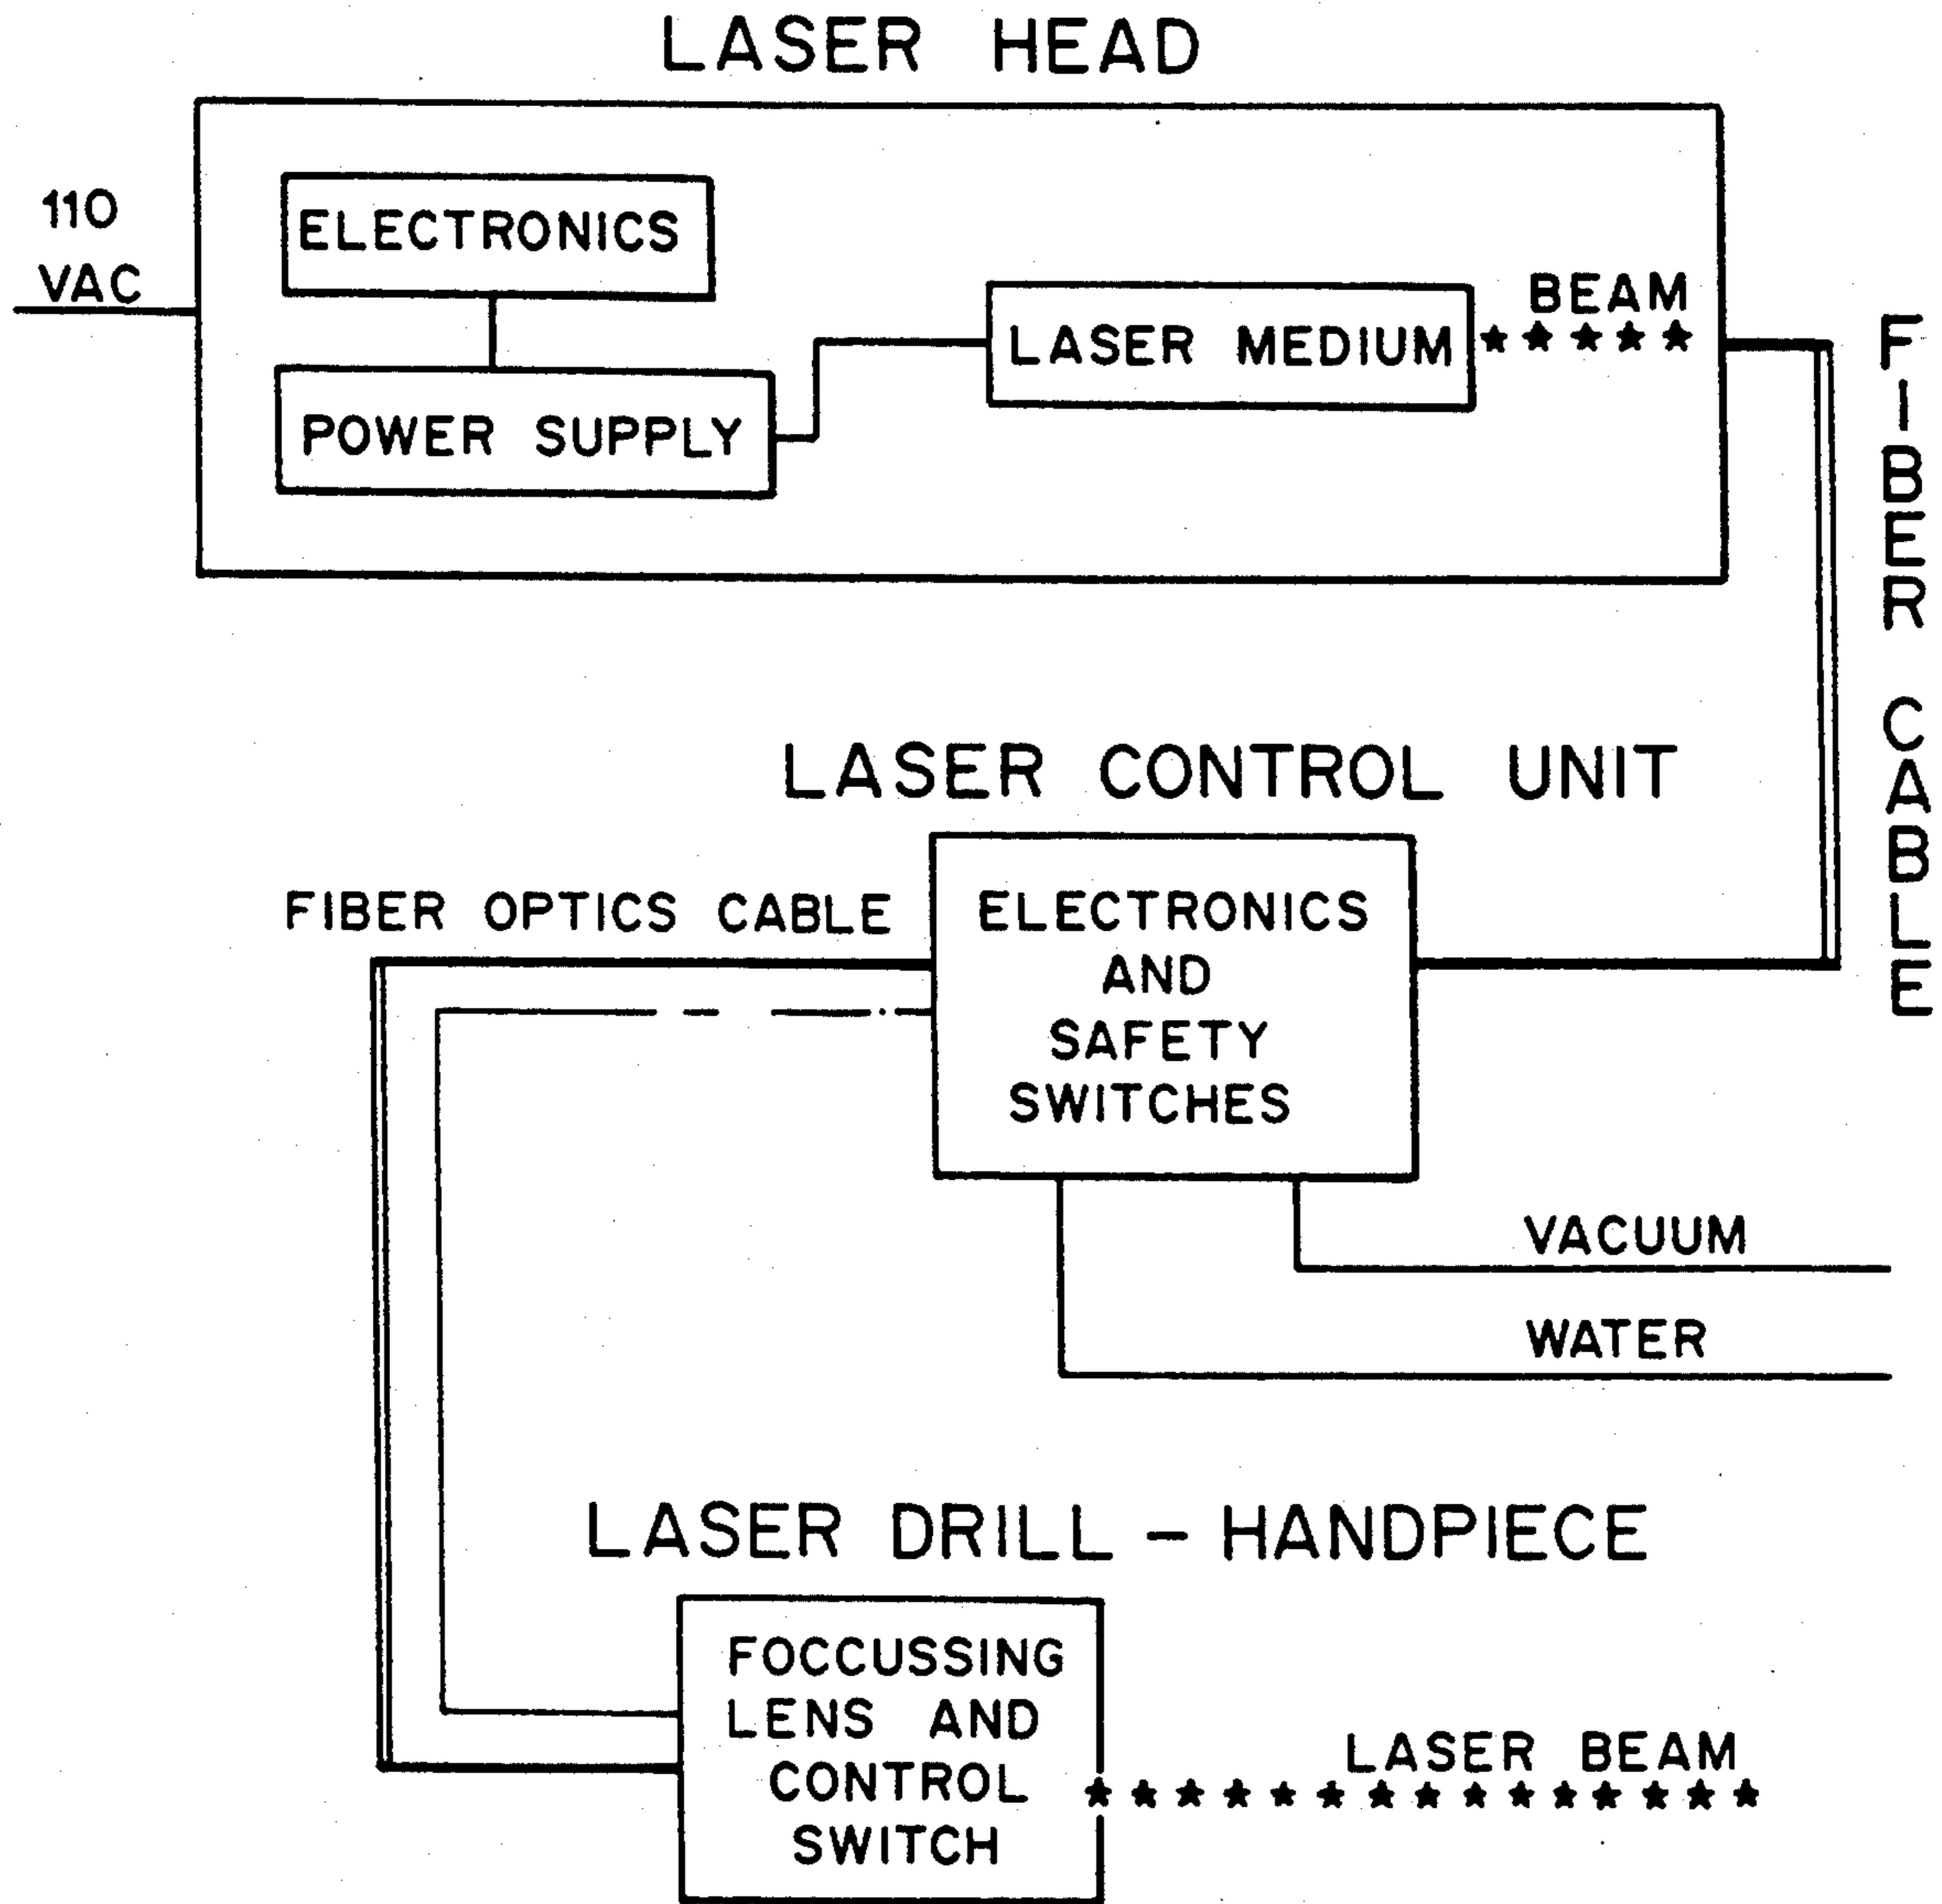 LASER HEAD
110
VAC
ELECTRONICS
POWER SUPPLY
LASER MEDIUM
BEAM
FIBER CABLE
LASER CONTROL UNIT
FIBER OPTICS CABLE
ELECTRONICS
AND
SAFETY
SWITCHES
VACUUM
WATER
LASER DRILL – HANDPIECE
FOCCUSSING
LENS AND
CONTROL
SWITCH
LASER BEAM